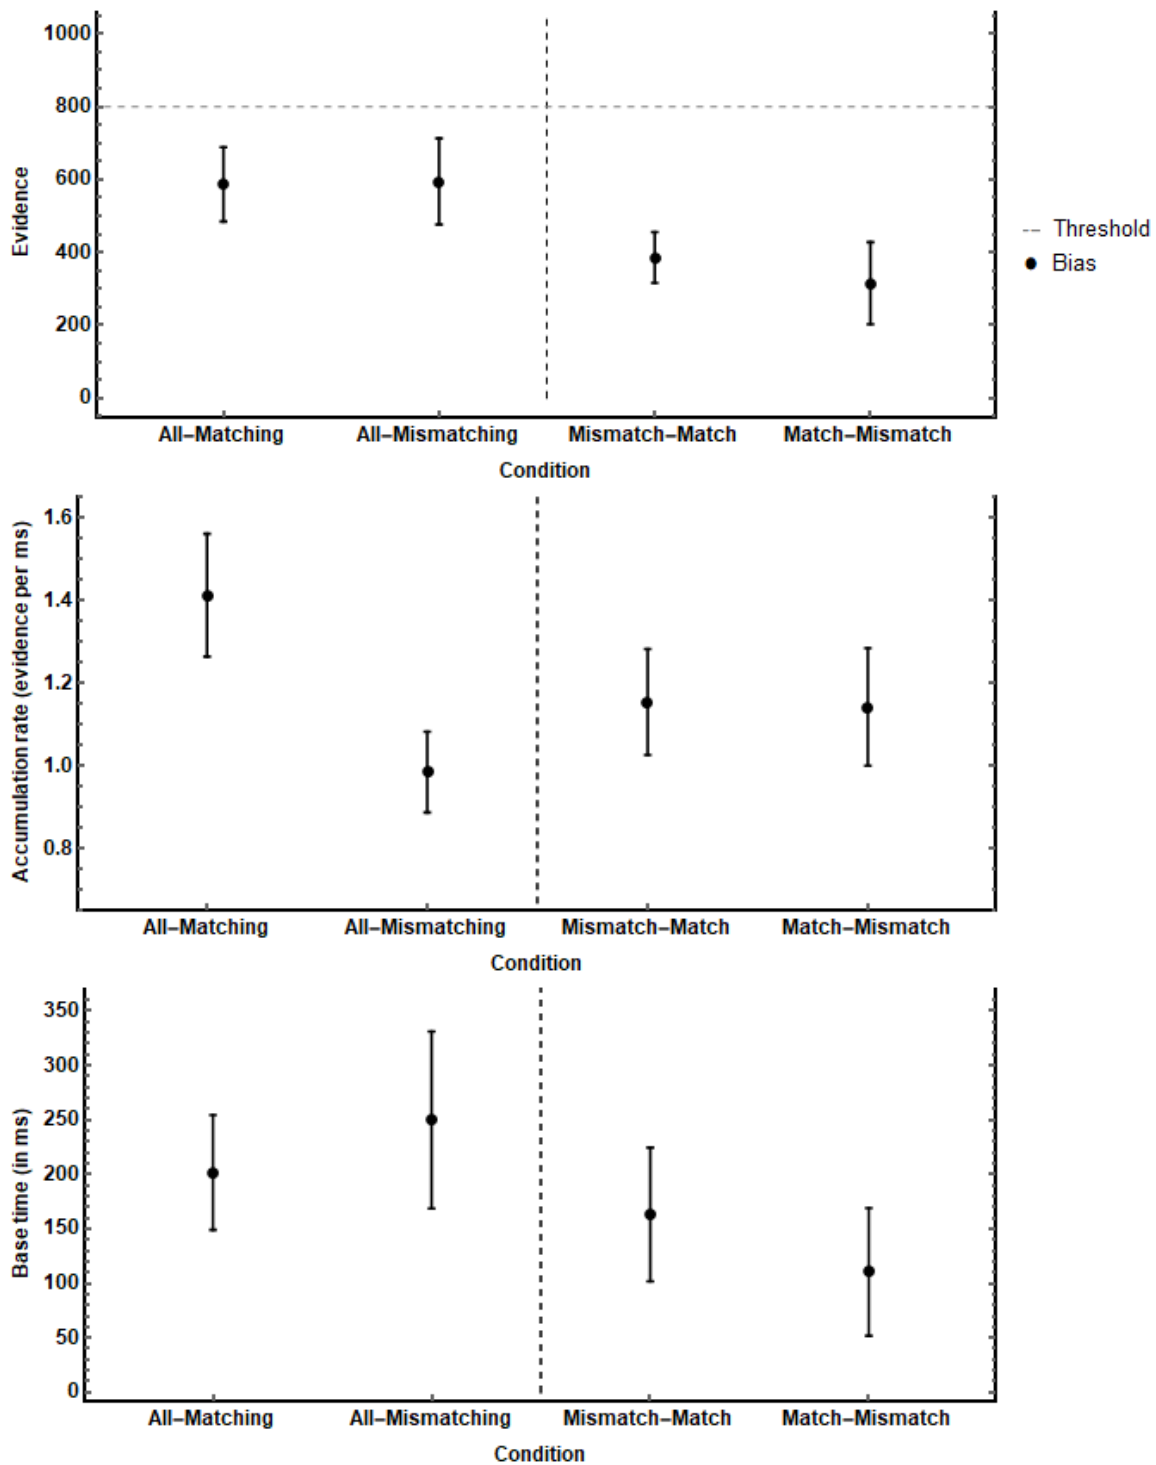 1000
800
600
400
200
0
Evidence
All–Matching All–Mismatching Mismatch–Match Match–Mismatch
Condition
-- Threshold
● Bias
1.6
1.4
1.2
1.0
0.8
Accumulation rate (evidence per ms)
All–Matching All–Mismatching Mismatch–Match Match–Mismatch
Condition
350
300
250
200
150
100
50
0
Base time (in ms)
All–Matching All–Mismatching Mismatch–Match Match–Mismatch
Condition